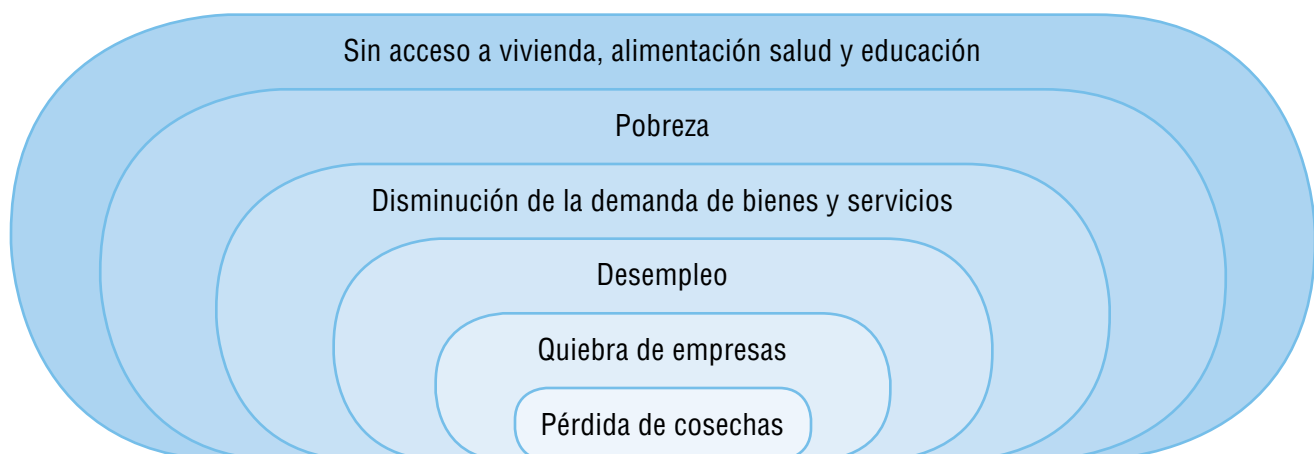 Sin acceso a vivienda, alimentación salud y educación
Pobreza
Disminución de la demanda de bienes y servicios
Desempleo
Quiebra de empresas
Pérdida de cosechas